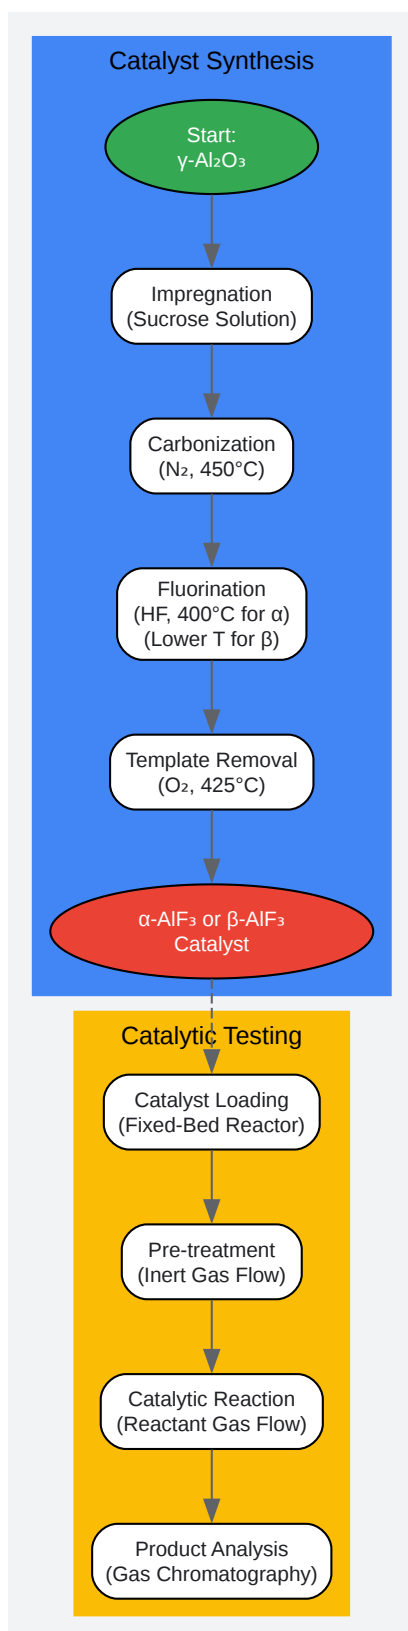 Catalyst Synthesis
Start:
γ-Al₂O₃
Impregnation
(Sucrose Solution)
Carbonization
(N₂, 450°C)
Fluorination
(HF, 400°C for α)
(Lower T for β)
Template Removal
(O₂, 425°C)
α-AlF₃ or β-AlF₃
Catalyst
Catalytic Testing
Catalyst Loading
(Fixed-Bed Reactor)
Pre-treatment
(Inert Gas Flow)
Catalytic Reaction
(Reactant Gas Flow)
Product Analysis
(Gas Chromatography)